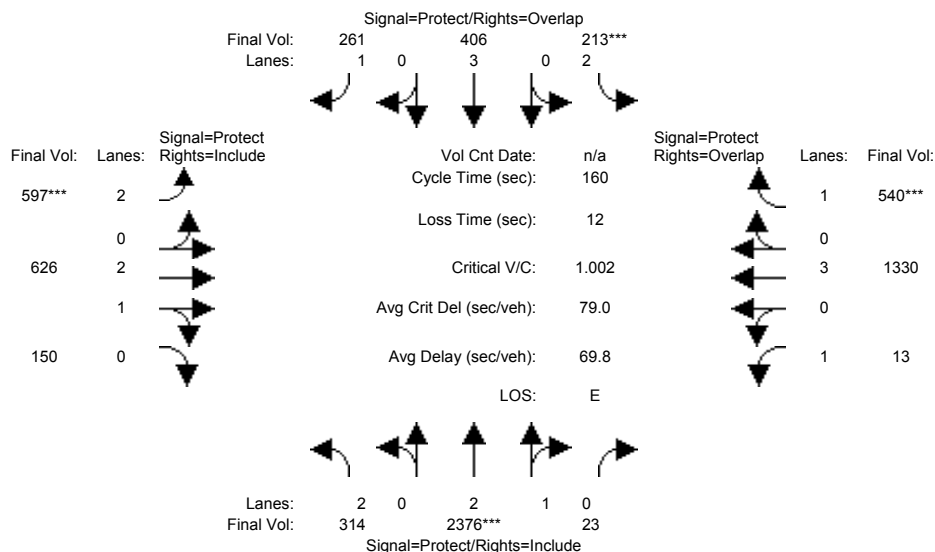 Signal=Protect/Rights=Overlap
Final Vol: 261 406 213***
Lanes: 1 0 3 0 2
Signal=Protect Signal=Protect
Final Vol: Lanes: Rights=Include Vol Cnt Date: n/a Rights=Overlap Lanes: Final Vol:
Cycle Time (sec): 160
597*** 2 1 540***
Loss Time (sec): 12
0 0
626 2 Critical V/C: 1.002 3 1330
1 Avg Crit Del (sec/veh): 79.0 0
150 0 Avg Delay (sec/veh): 69.8 1 13
LOS: E
Lanes: 2 0 2 1 0
Final Vol: 314 2376*** 23
Signal=Protect/Rights=Include